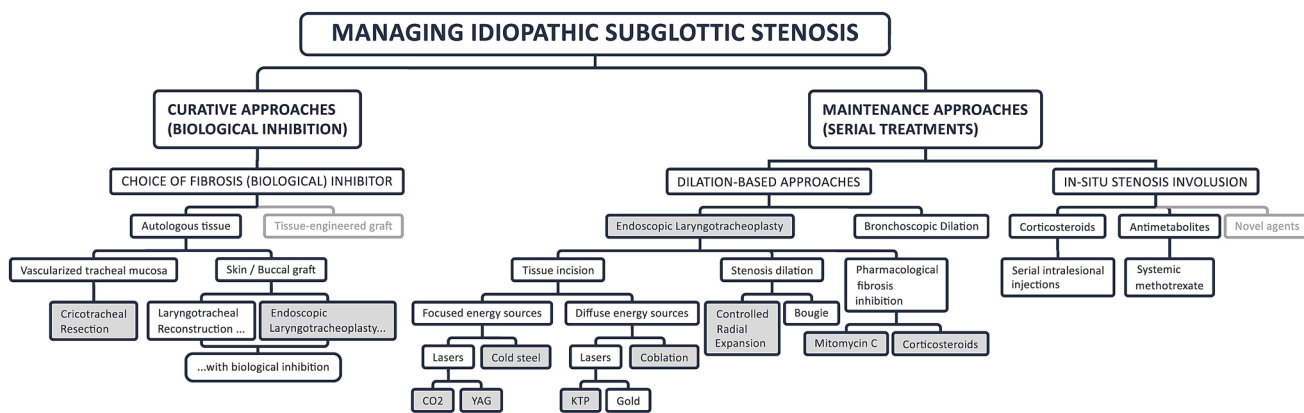 MANAGING IDIOPATHIC SUBGLOTTIC STENOSIS
CURATIVE APPROACHES
(BIOLOGICAL INHIBITION)
MAINTENANCE APPROACHES
(SERIAL TREATMENTS)
CHOICE OF FIBROSIS (BIOLOGICAL) INHIBITOR
DILATION-BASED APPROACHES
IN-SITU STENOSIS INVOLUSION
Autologous tissue
Tissue-engineered graft
Endoscopic Laryngotracheoplasty
Bronchoscopic Dilation
Corticosteroids
Antimetabolites
Novel agents
Vascularized tracheal mucosa
Skin / Buccal graft
Tissue incision
Stenosis dilation
Pharmacological
fibrosis
inhibition
Serial intralesional
injections
Systemic
methotrexate
Cricotracheal
Resection
Laryngotracheal
Reconstruction ...
Endoscopic
Laryngotracheoplasty...
Focused energy sources
Diffuse energy sources
Controlled
Radial
Expansion
Bougie
Mitomycin C
Corticosteroids
...with biological inhibition
Lasers
Cold steel
Lasers
Coblation
CO2
YAG
KTP
Gold